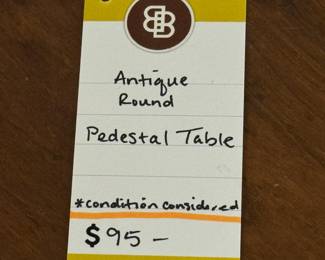 Antique
Round
Pedestal Table
*condition considered
$95-